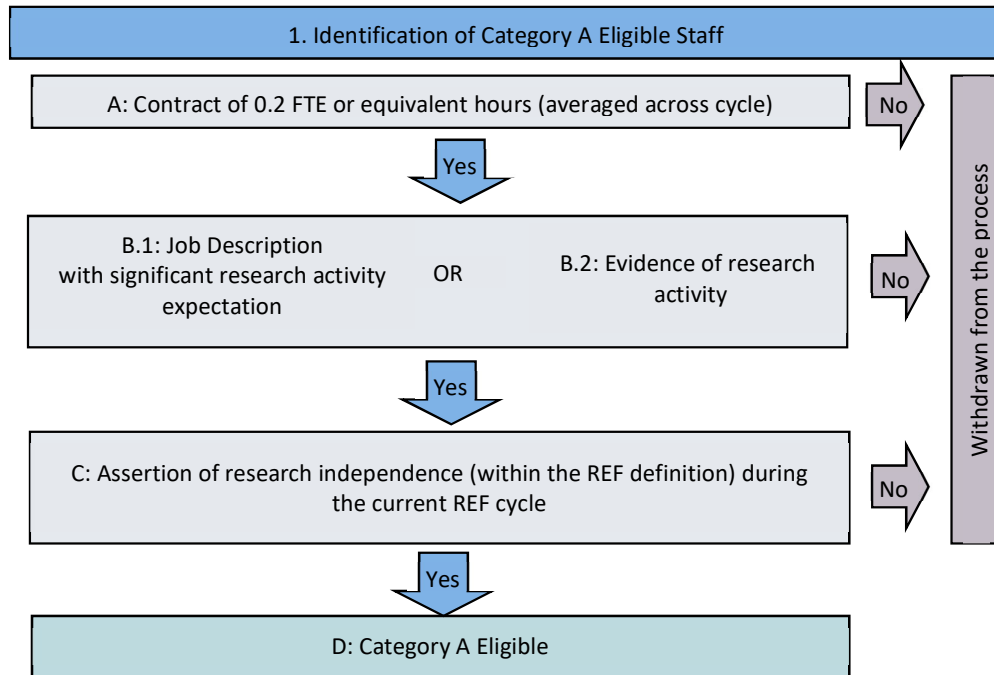 1. Identification of Category A Eligible Staff
A: Contract of 0.2 FTE or equivalent hours (averaged across cycle)
No
Yes
B.1: Job Description
with significant research activity
expectation
OR
B.2: Evidence of research
activity
No
Yes
C: Assertion of research independence (within the REF definition) during
the current REF cycle
No
Yes
D: Category A Eligible
Withdrawn from the process